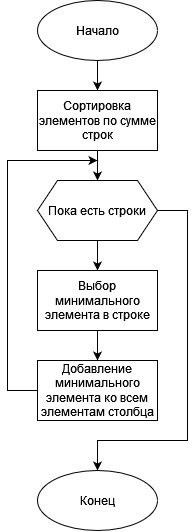 Начало
Сортировка
элементов по сумме
строк
Пока есть строки
Выбор
минимального
элемента в строке
Добавление
минимального
элемента ко всем
элементам столбца
Конец